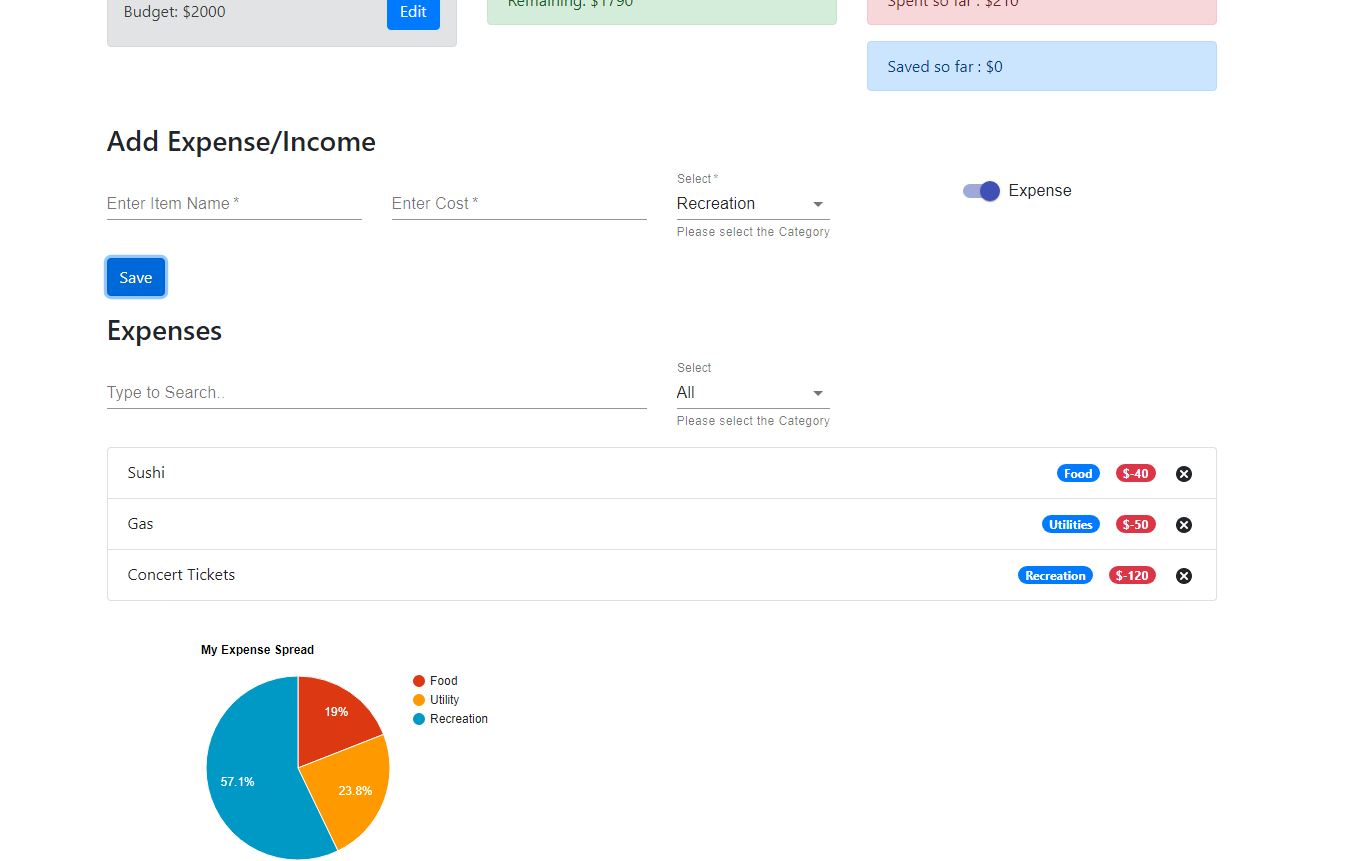 Budget: $2000
Edit
Remaining: $1790
Spent so far : $210
Saved so far : $0
Add Expense/Income
Enter Item Name *
Enter Cost *
Select *
Recreation
Please select the Category
Expense
Save
Expenses
Type to Search..
Select
All
Please select the Category
Sushi Food $-40
Gas Utilities $-50
Concert Tickets Recreation $-120
My Expense Spread
Food
Utility
Recreation
19%
57.1%
23.8%